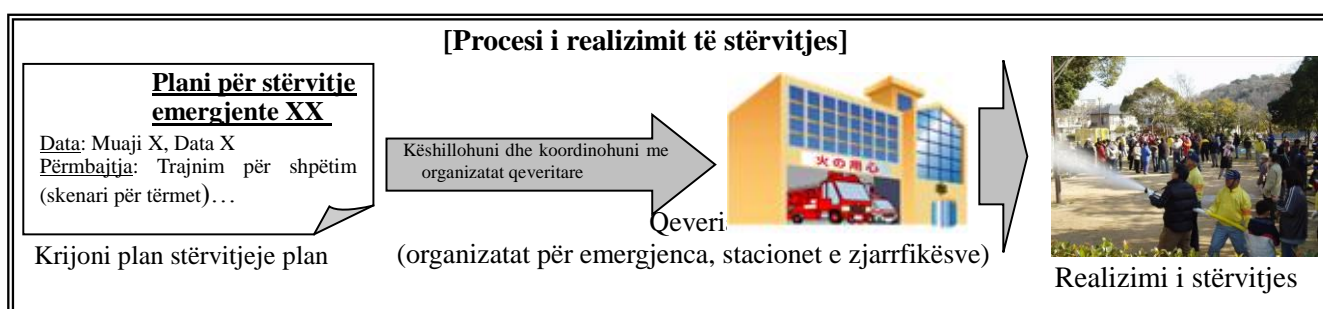 [Procesi i realizimit të stërvitjes]
Plani për stërvitje
emergjente XX
Data: Muaji X, Data X
Përmbajtja: Trajnim për shpëtim
(skenari për tërmet)…
Krijoni plan stërvitjeje plan
Këshillohuni dhe koordinohuni me
organizatat qeveritare
火の用心
Qeveri
(organizatat për emergjenca, stacionet e zjarrfikësve)
Realizimi i stërvitjes